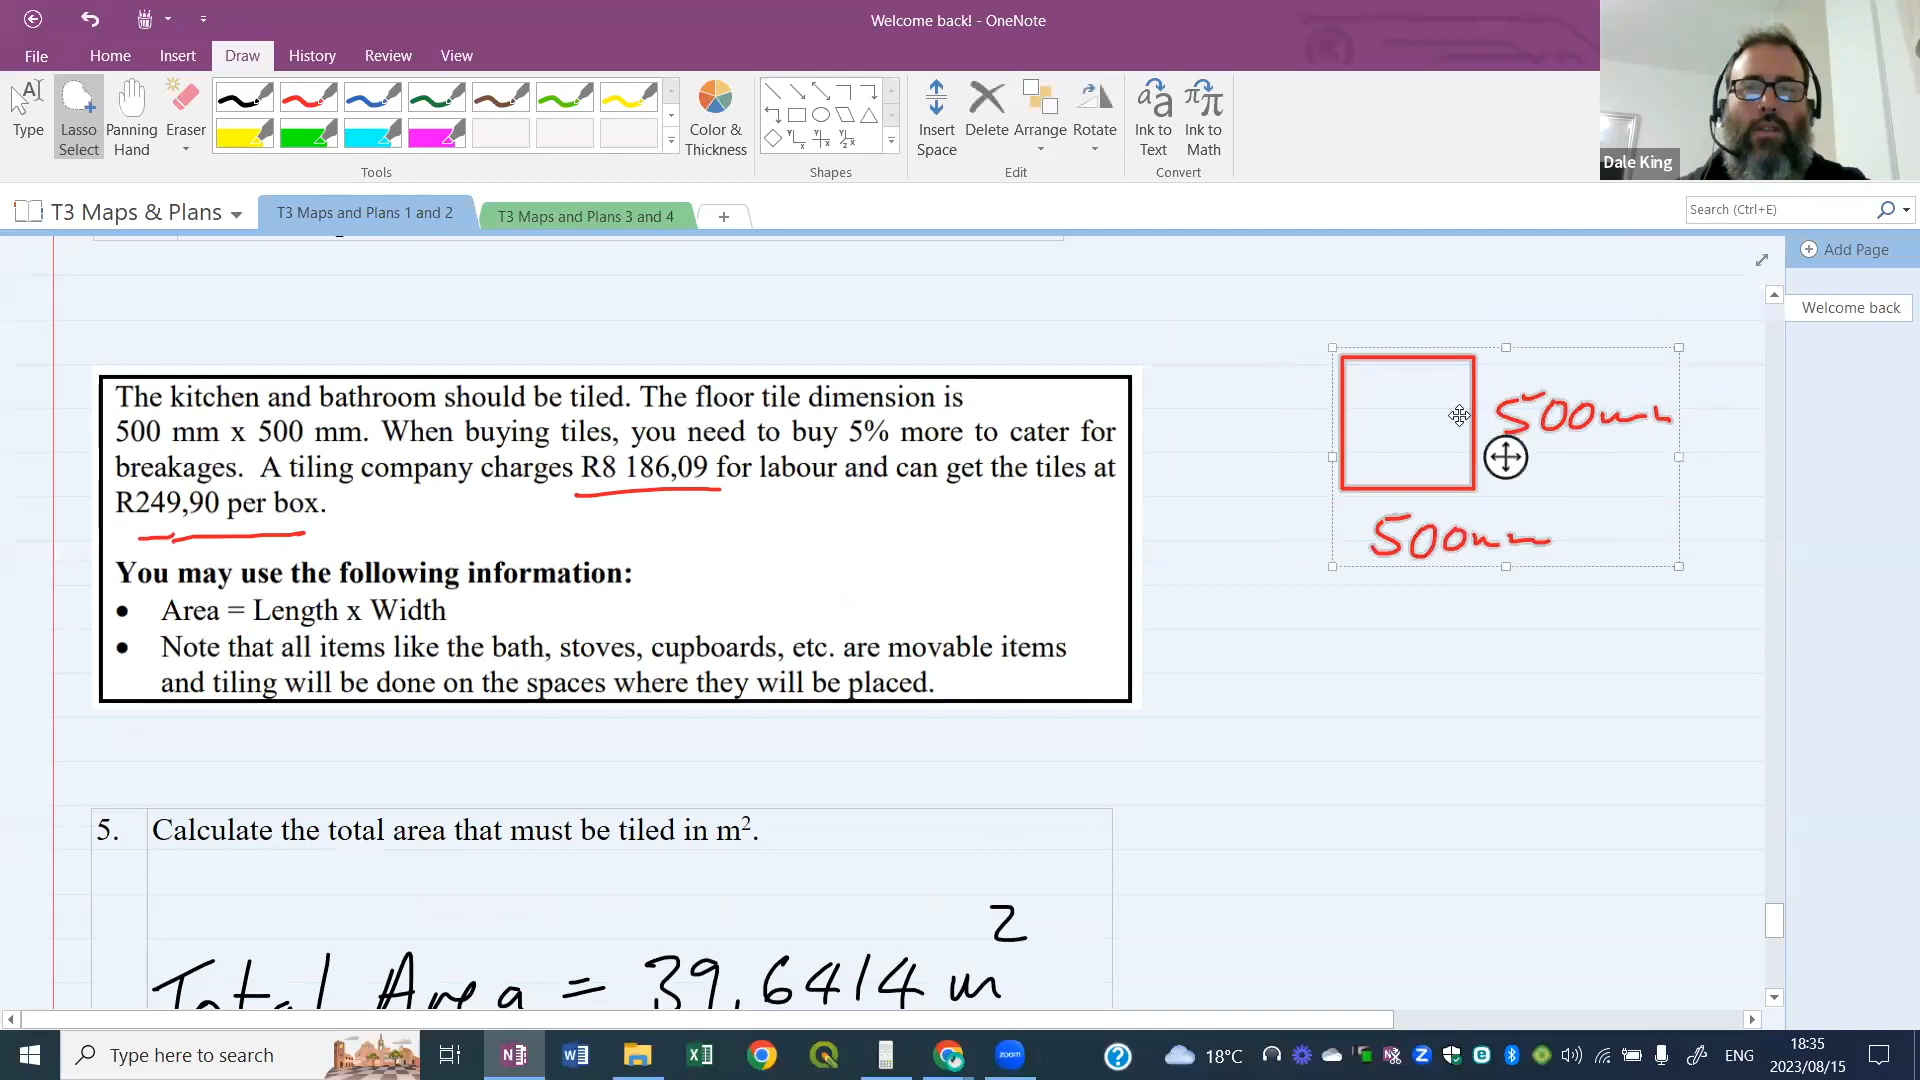 Welcome back! - OneNote
File
Home
Insert
Draw
History
Review
View
Type
Lasso
Select
Panning
Hand
Eraser
Color &
Thickness
Insert
Space
Delete
Arrange
Rotate
Ink to
Text
Ink to
Math
Tools
Shapes
Edit
Convert
Dale King
T3 Maps & Plans
T3 Maps and Plans 1 and 2
T3 Maps and Plans 3 and 4
Search (Ctrl+E)
Add Page
Welcome back
The kitchen and bathroom should be tiled. The floor tile dimension is
500 mm x 500 mm. When buying tiles, you need to buy 5% more to cater for
breakages. A tiling company charges R8 186,09 for labour and can get the tiles at
R249,90 per box.
You may use the following information:
• Area = Length x Width
• Note that all items like the bath, stoves, cupboards, etc. are movable items
and tiling will be done on the spaces where they will be placed.
500mm
500mm
5. Calculate the total area that must be tiled in m².
Total Area = 39,6414 m²
Type here to search
zoom
18°C
ENG
18:35
2023/08/15